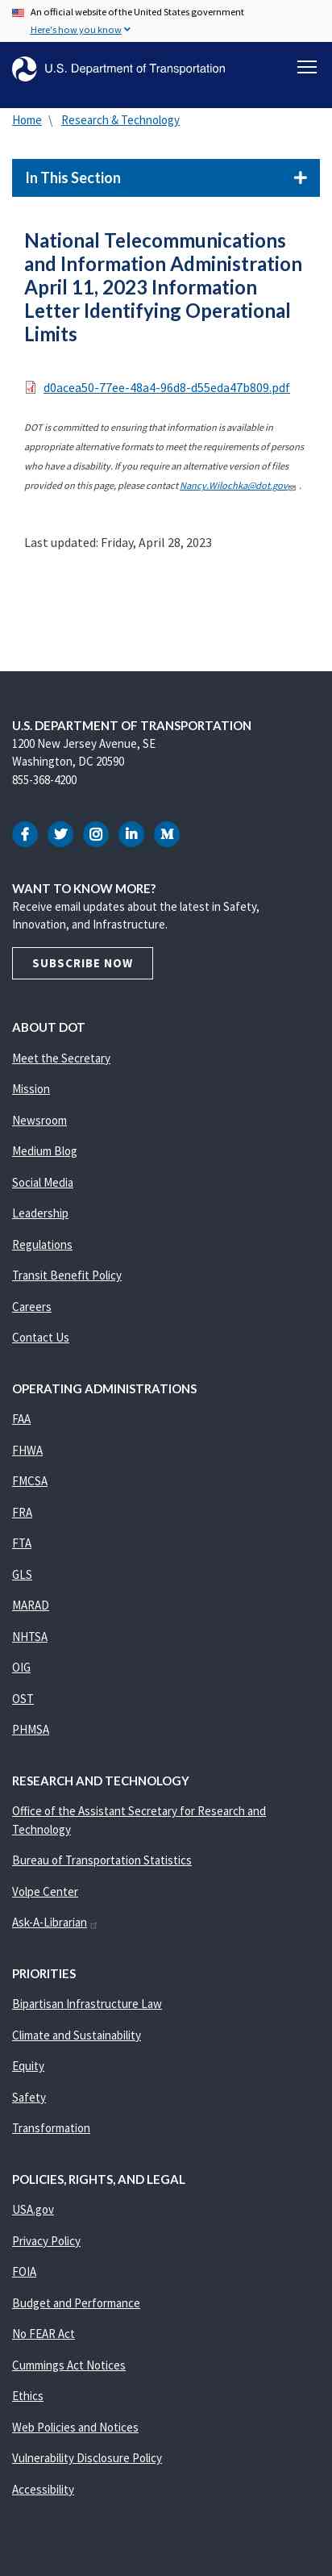 An official website of the United States government
Here's how you know
U.S. Department of Transportation
Home \ Research & Technology
In This Section
National Telecommunications
and Information Administration
April 11, 2023 Information
Letter Identifying Operational
Limits
d0acea50-77ee-48a4-96d8-d55eda47b809.pdf
DOT is committed to ensuring that information is available in
appropriate alternative formats to meet the requirements of persons
who have a disability. If you require an alternative version of files
provided on this page, please contact Nancy.Wilochka@dot.gov .
Last updated: Friday, April 28, 2023
U.S. DEPARTMENT OF TRANSPORTATION
1200 New Jersey Avenue, SE
Washington, DC 20590
855-368-4200
WANT TO KNOW MORE?
Receive email updates about the latest in Safety,
Innovation, and Infrastructure.
SUBSCRIBE NOW
ABOUT DOT
Meet the Secretary
Mission
Newsroom
Medium Blog
Social Media
Leadership
Regulations
Transit Benefit Policy
Careers
Contact Us
OPERATING ADMINISTRATIONS
FAA
FHWA
FMCSA
FRA
FTA
GLS
MARAD
NHTSA
OIG
OST
PHMSA
RESEARCH AND TECHNOLOGY
Office of the Assistant Secretary for Research and
Technology
Bureau of Transportation Statistics
Volpe Center
Ask-A-Librarian
PRIORITIES
Bipartisan Infrastructure Law
Climate and Sustainability
Equity
Safety
Transformation
POLICIES, RIGHTS, AND LEGAL
USA.gov
Privacy Policy
FOIA
Budget and Performance
No FEAR Act
Cummings Act Notices
Ethics
Web Policies and Notices
Vulnerability Disclosure Policy
Accessibility